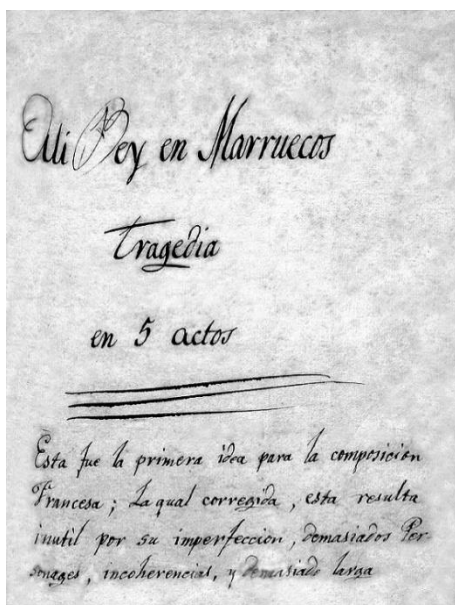 Ali Bey en Marruecos
Tragedia
en 5 actos
Esta fue la primera idea para la composicion
Francesa; La qual corregida, esta resulta
inutil por su imperfeccion, demasiados Per-
sonages, incoherencias, y demasiado larga